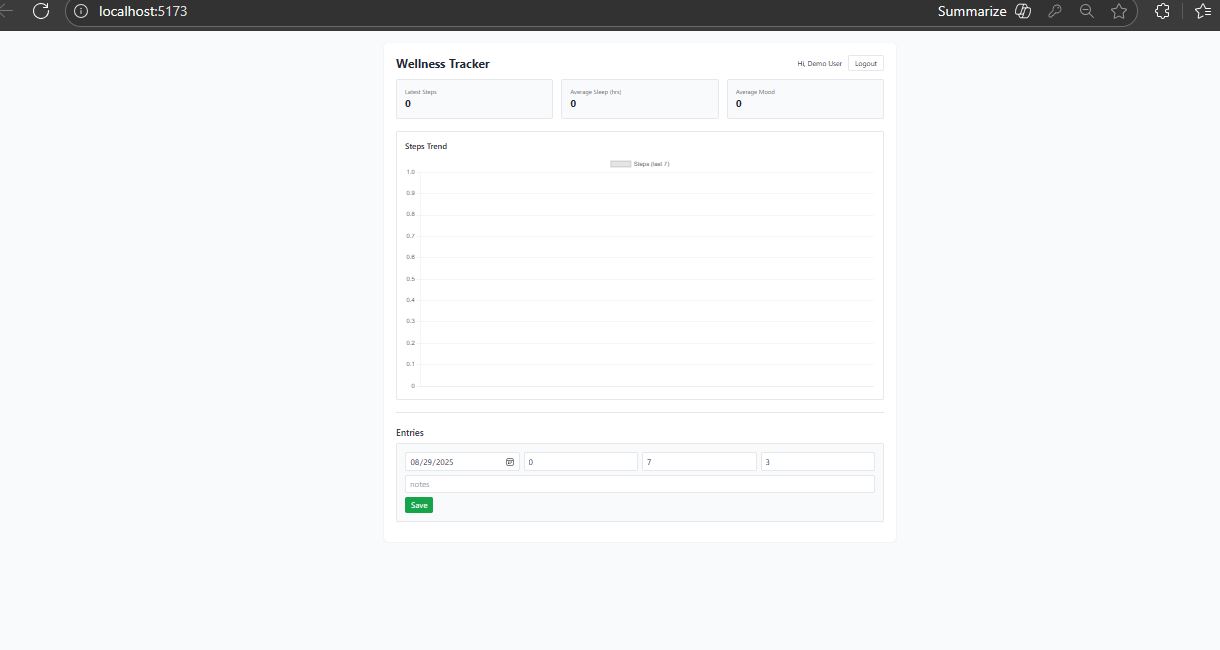 localhost:5173 Summarize
Wellness Tracker Hi, Demo User Logout
Latest Steps Average Sleep (hrs) Average Mood
0 0 0
Steps Trend
Steps (last 7)
1.0
0.9
0.8
0.7
0.6
0.5
0.4
0.3
0.2
0.1
0
Entries
08/29/2025 0 7 3
notes
Save